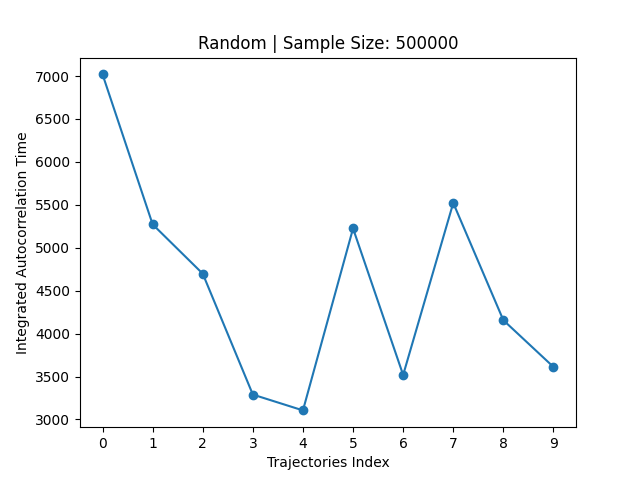 Random | Sample Size: 500000
7000
6500
6000
5500
5000
4500
4000
3500
3000
Integrated Autocorrelation Time
0 1 2 3 4 5 6 7 8 9
Trajectories Index